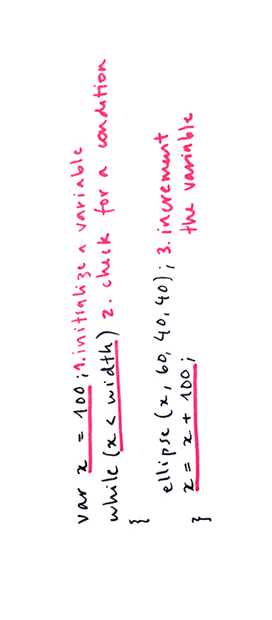 var x = 100; 1. initialize a variable
while (x < width) 2. check for a condition
{
ellipse (x, 60, 40, 40); 3. increment
x = x + 100; the variable
}